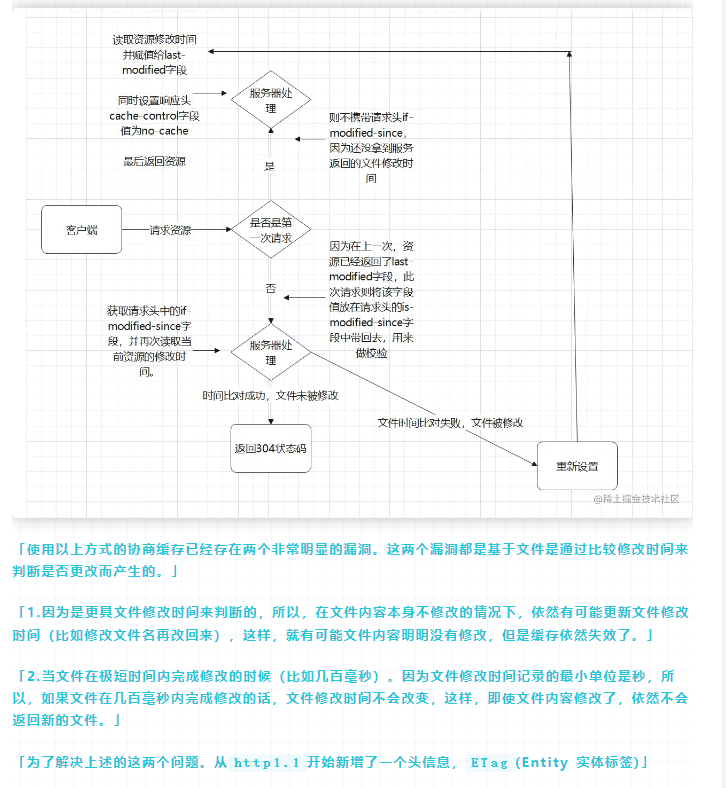 读取资源修改时间
并赋值给last-
modified字段
同时设置响应头
cache-control字段
值为no-cache
最后返回资源
服务器处
理
则不携带请求头if-
modified-since，
因为还没拿到服务
返回的文件修改时
间
是
客户端
请求资源
是否是第
一次请求
因为在上一次，资
源已经返回了last-
modified字段，此
次请求则将该字段
值放在请求头的is-
modified-since字
段中带回去，用来
做校验
否
获取请求头中的if-
modified-since字
段，并再次读取当
前资源的修改时
间。
服务器处
理
时间比对成功，文件未被修改
文件时间比对失败，文件被修改
返回304状态码
重新设置
@稀土掘金技术社区
「使用以上方式的协商缓存已经存在两个非常明显的漏洞。这两个漏洞都是基于文件是通过比较修改时间来
判断是否更改而产生的。」
「1.因为是更具文件修改时间来判断的，所以，在文件内容本身不修改的情况下，依然有可能更新文件修改
时间（比如修改文件名再改回来），这样，就有可能文件内容明明没有修改，但是缓存依然失效了。」
「2.当文件在极短时间内完成修改的时候（比如几百毫秒）。因为文件修改时间记录的最小单位是秒，所
以，如果文件在几百毫秒内完成修改的话，文件修改时间不会改变，这样，即使文件内容修改了，依然不会
返回新的文件。」
「为了解决上述的这两个问题。从 http1.1 开始新增了一个头信息， ETag (Entity 实体标签)」